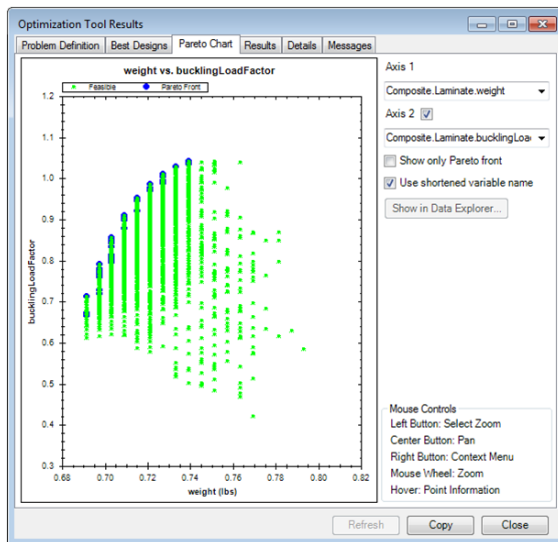 Optimization Tool Results
Problem Definition Best Designs Pareto Chart Results Details Messages
weight vs. bucklingLoadFactor
Feasible Pareto Front
1.2
1.1
1.0
0.9
0.8
0.7
0.6
0.5
0.4
0.3
bucklingLoadFactor
0.68 0.70 0.72 0.74 0.76 0.78 0.80 0.82
weight (lbs)
Axis 1
Composite.Laminate.weight
Axis 2
Composite.Laminate.bucklingLoa
Show only Pareto front
Use shortened variable name
Show in Data Explorer...
Mouse Controls
Left Button: Select Zoom
Center Button: Pan
Right Button: Context Menu
Mouse Wheel: Zoom
Hover: Point Information
Refresh Copy Close